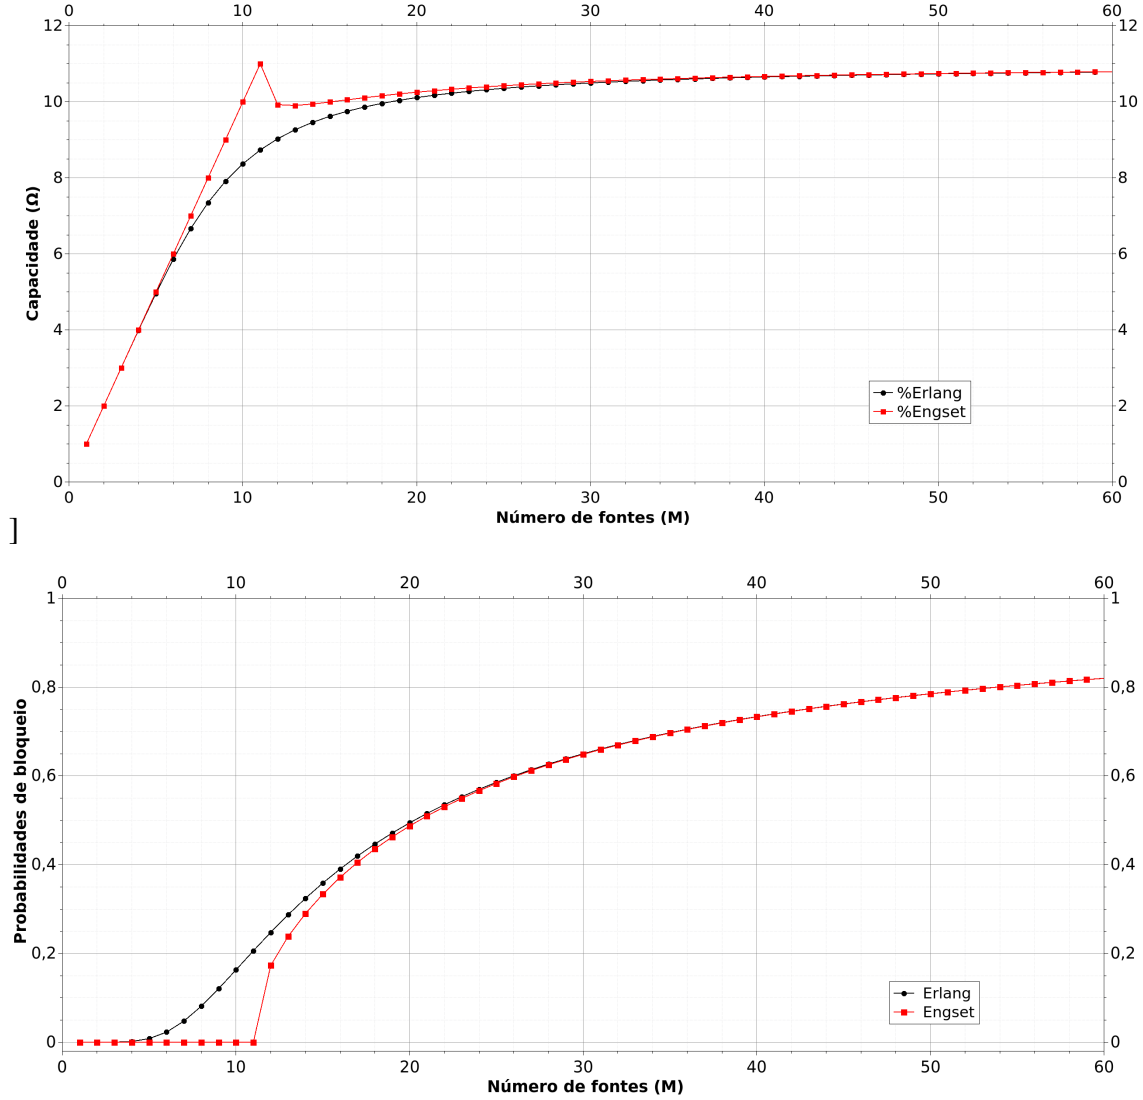 0 10 20 30 40 50 60
12 12
10 10
8 8
6 6
4 4
2 2
0 0
Capacidade (Ω)
%Erlang
%Engset
0 10 20 30 40 50 60
Número de fontes (M)
]
0 10 20 30 40 50 60
1 1
0,8 0,8
0,6 0,6
0,4 0,4
0,2 0,2
0 0
Probabilidades de bloqueio
Erlang
Engset
0 10 20 30 40 50 60
Número de fontes (M)